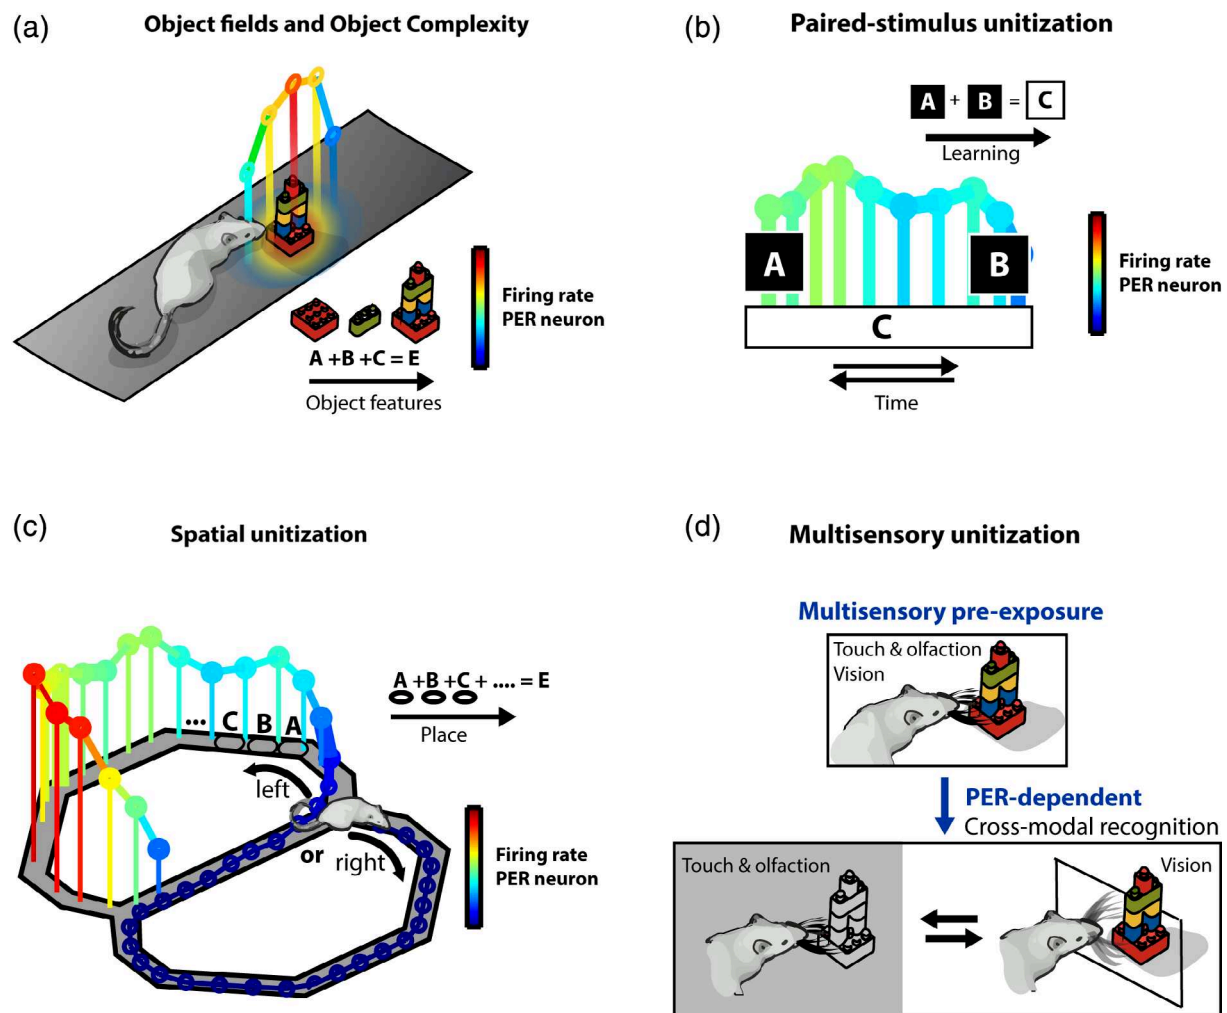 (a)
Object fields and Object Complexity
Firing rate
PER neuron
A +B +C = E
Object features
(b)
Paired-stimulus unitization
A + B = C
Learning
A
B
C
Time
Firing rate
PER neuron
(c)
Spatial unitization
A +B +C + .... = E
Place
... C B A
left
or
right
Firing rate
PER neuron
(d)
Multisensory unitization
Multisensory pre-exposure
Touch & olfaction
Vision
PER-dependent
Cross-modal recognition
Touch & olfaction
Vision